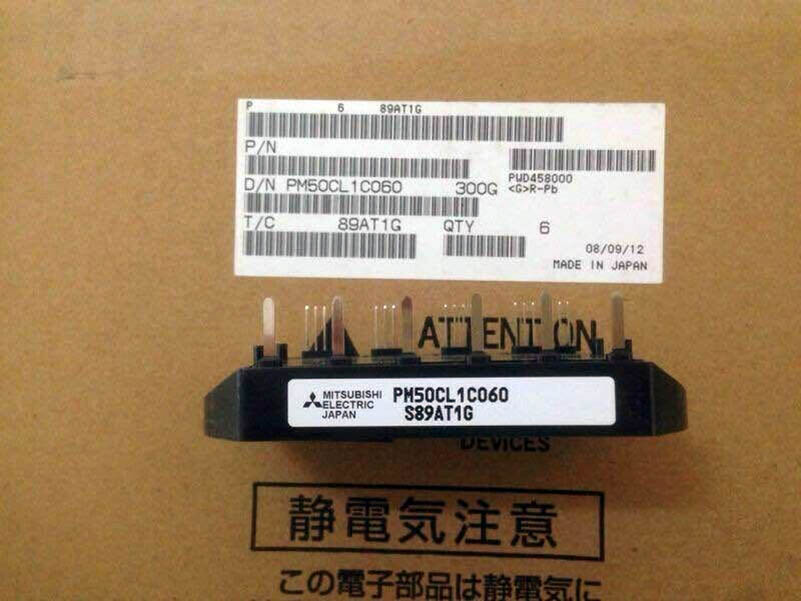 P 6 89AT1G
P/N
PWD458000
D/N PM50CL1C060 300G <G>R-Pb
T/C 89AT1G QTY 6
08/09/12
MADE IN JAPAN
ATTENTION
MITSUBISHI
ELECTRIC
JAPAN
PM50CL1C060
S89AT1G
DEVICES
静電気注意
この電子部品は静電気に